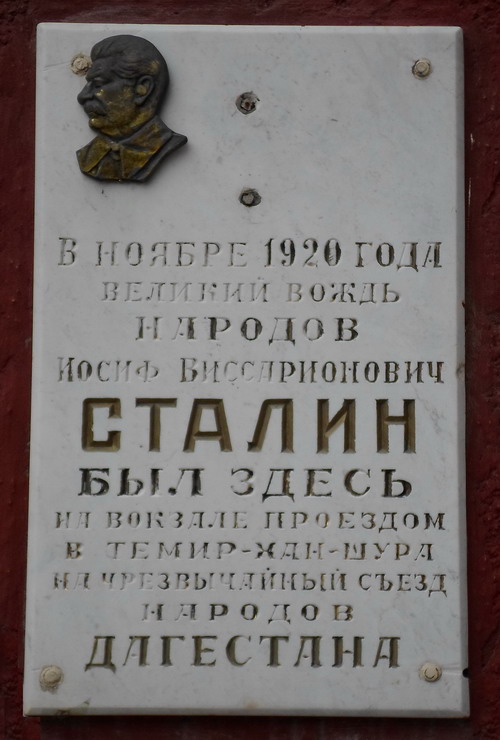 В НОЯБРЕ 1920 ГОДА
ВЕЛИКИЙ ВОЖДЬ
НАРОДОВ
ИОСИФ ВИССАРИОНОВИЧ
СТАЛИН
БЫЛ ЗДЕСЬ
НА ВОКЗАЛЕ ПРОЕЗДОМ
В ТЕМИР-ХАН-ШУРА
НА ЧРЕЗВЫЧАЙНЫЙ СЪЕЗД
НАРОДОВ
ДАГЕСТАНА